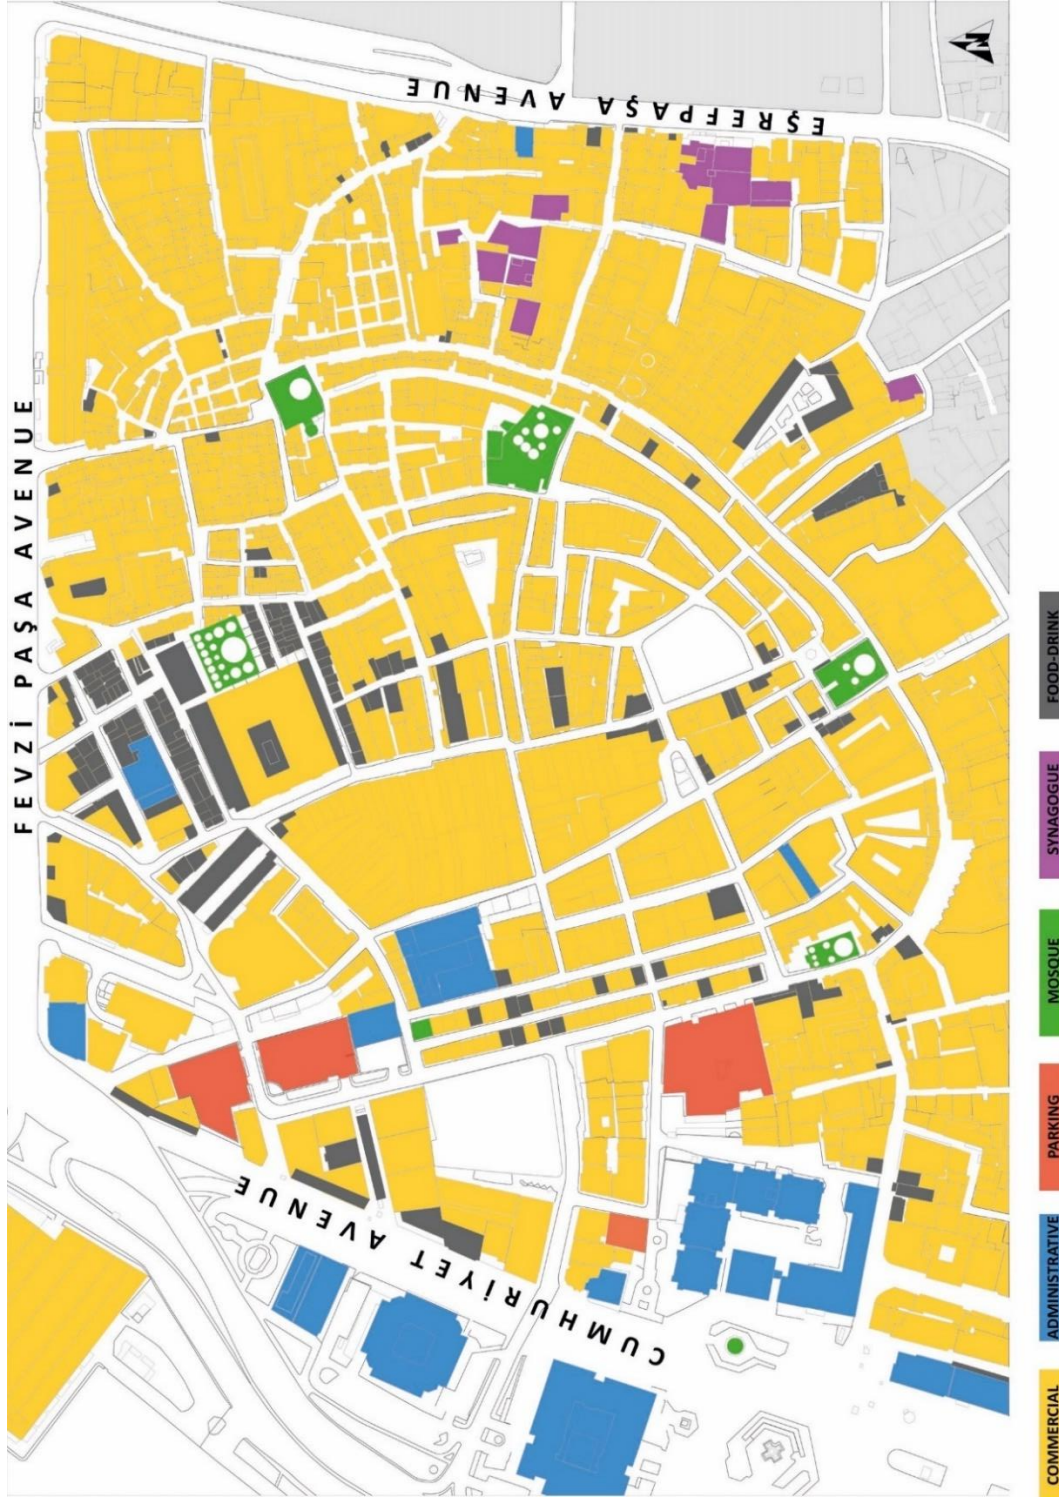 N
EŞREFPAŞA AVENUE
FEVZİ PAŞA AVENUE
CUMHURİYET AVENUE
COMMERCIAL
ADMINISTRATIVE
PARKING
MOSQUE
SYNAGOGUE
FOOD-DRINK